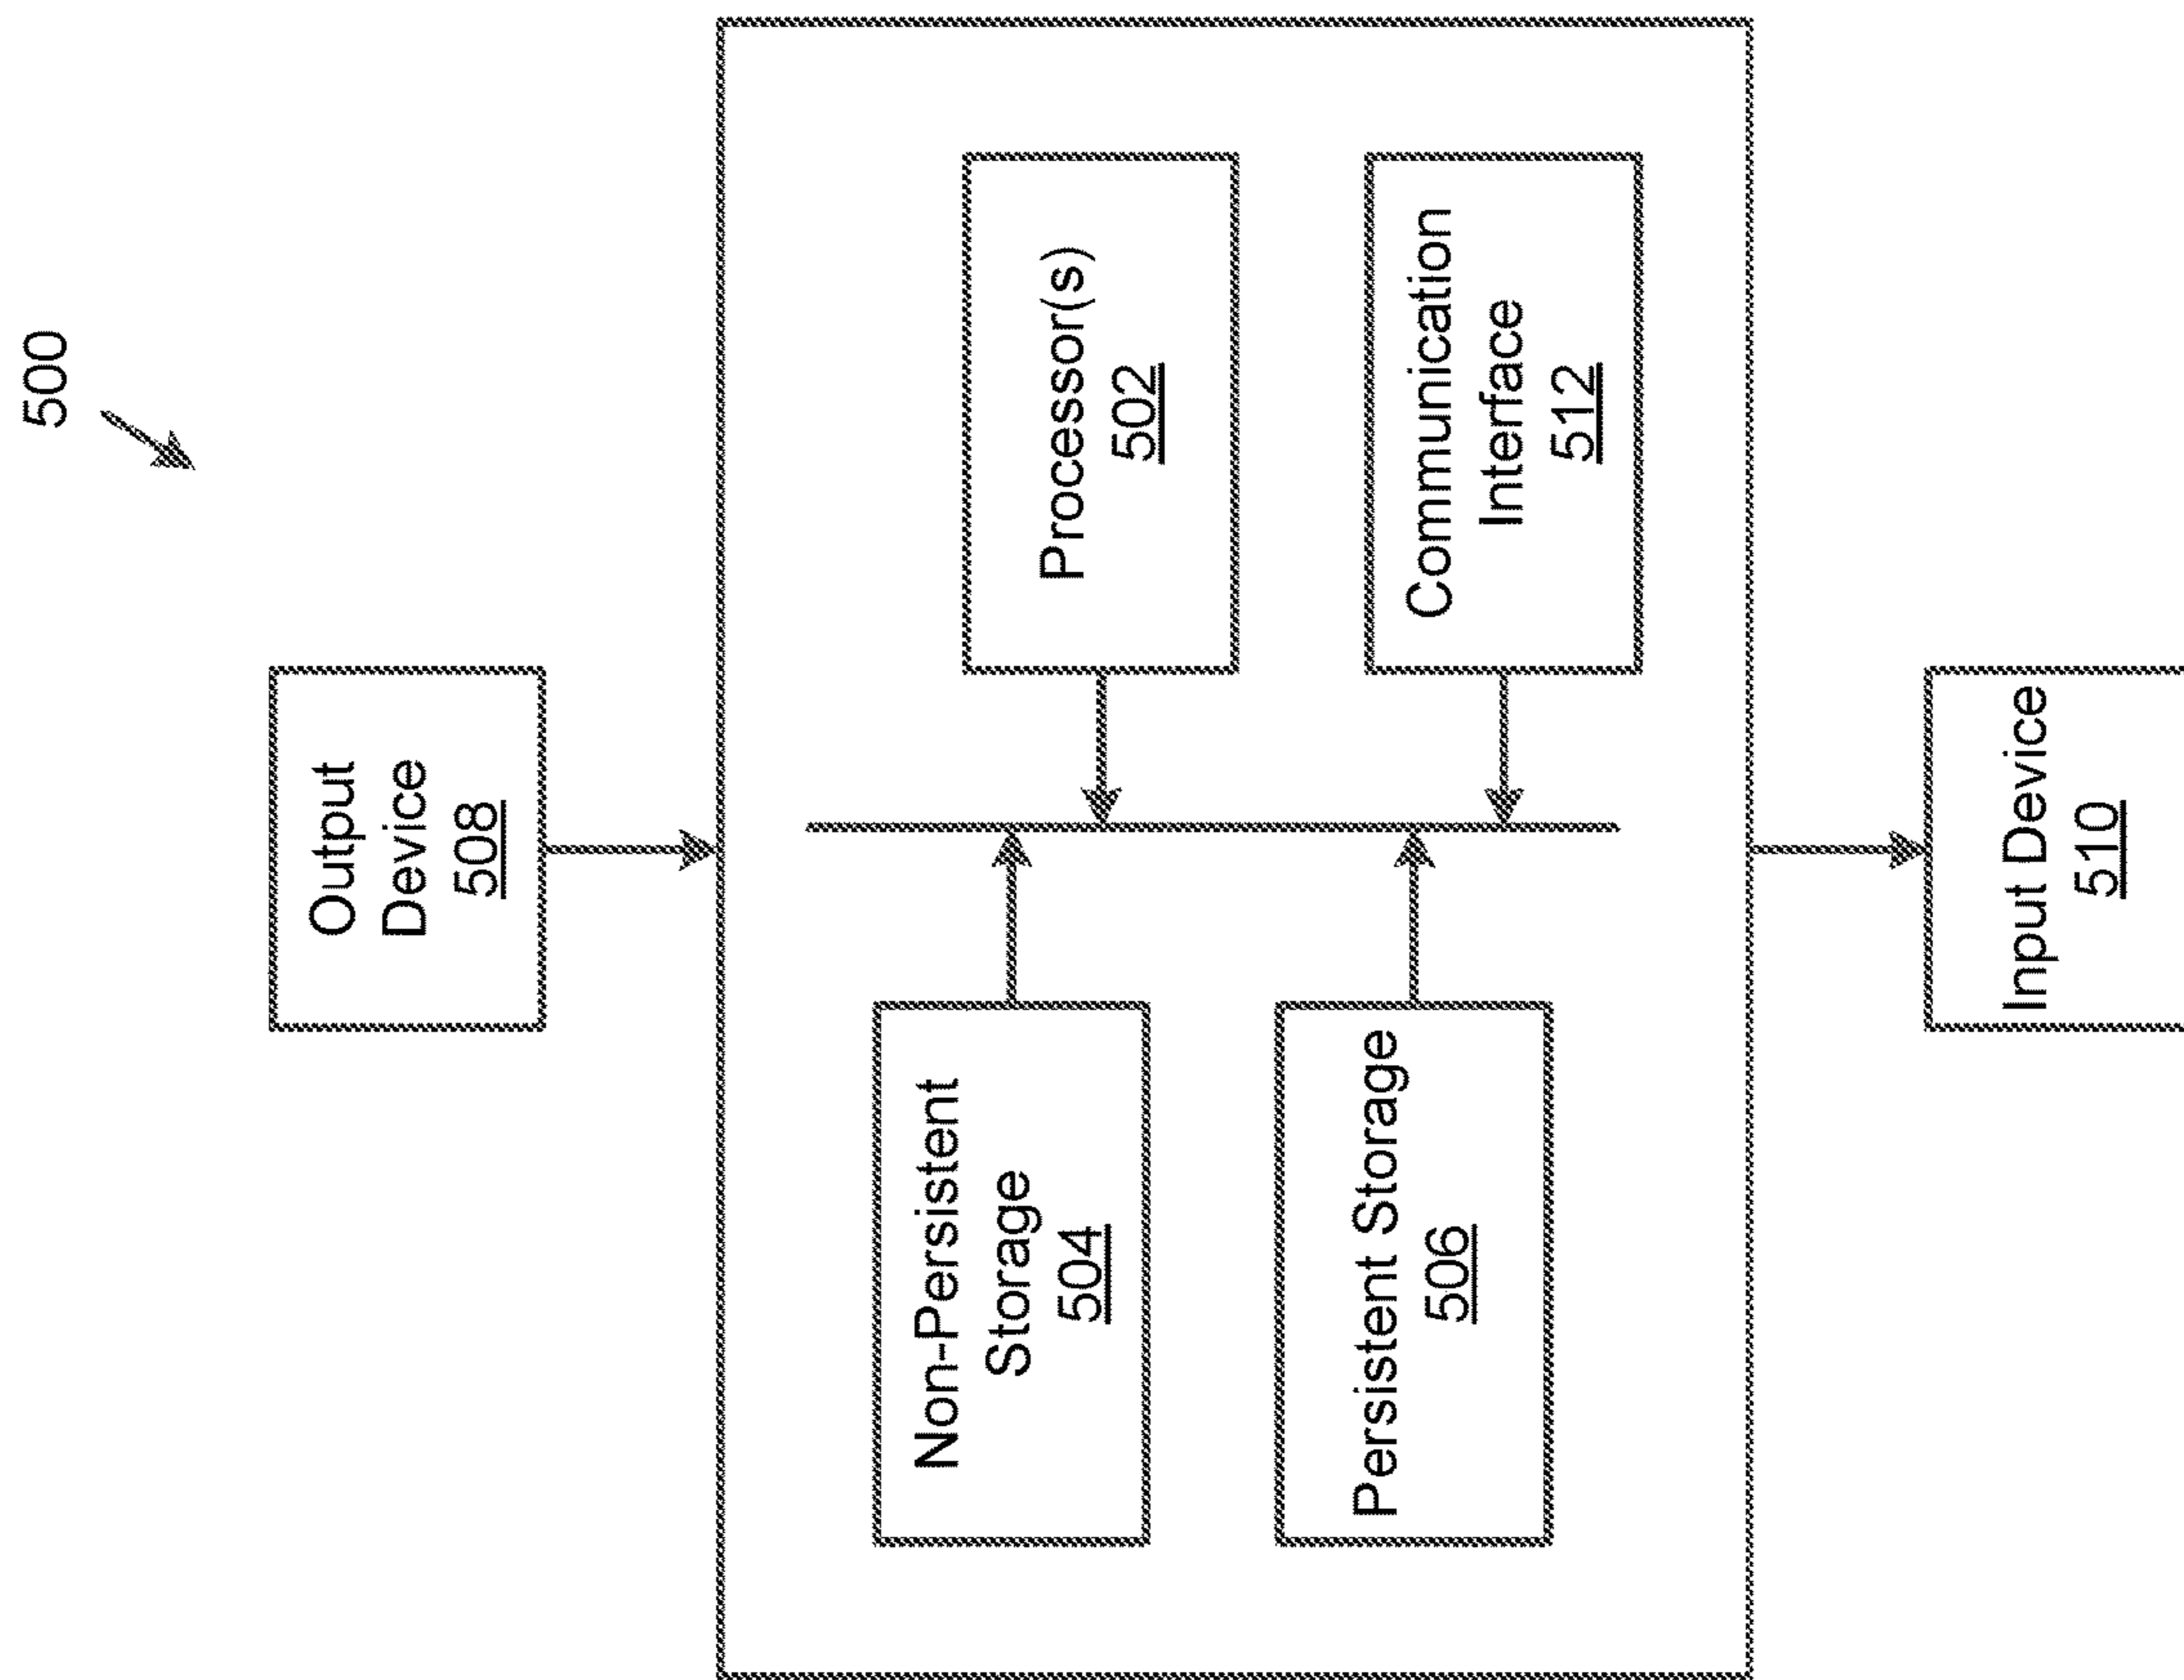 500
Output
Device
508
Non-Persistent
Storage
504
Processor(s)
502
Persistent Storage
506
Communication
Interface
512
Input Device
510